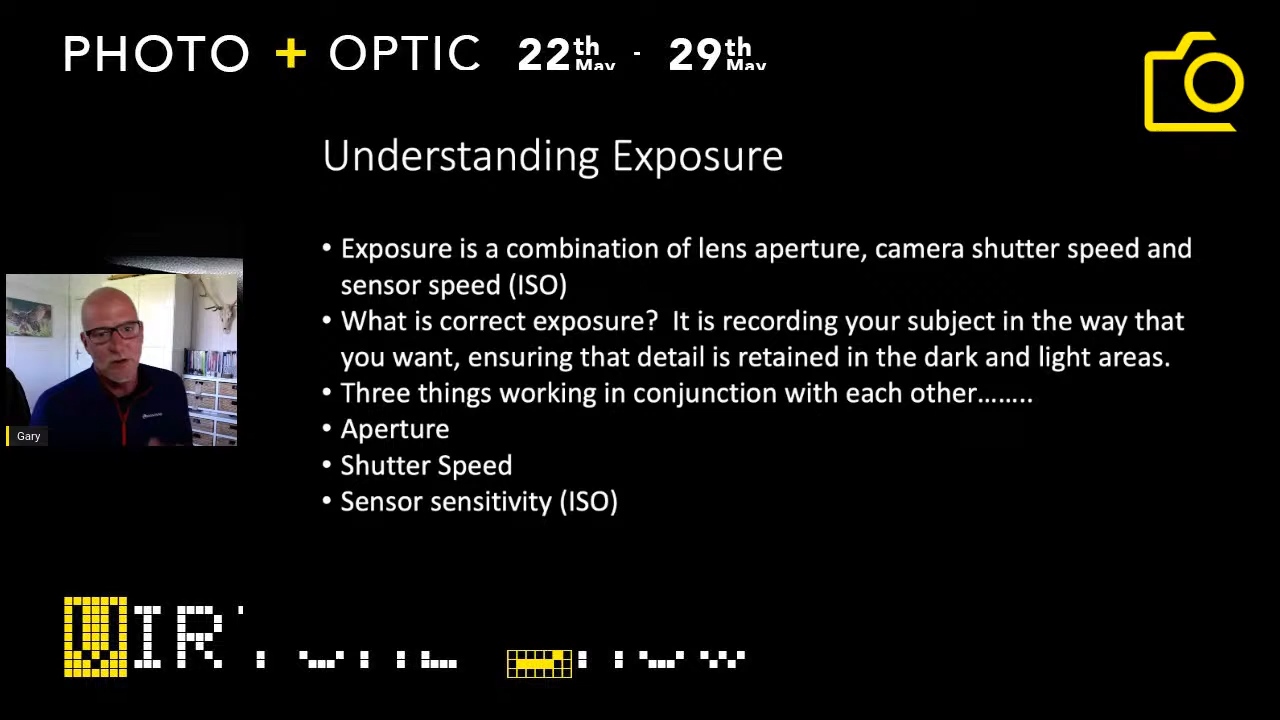 PHOTO + OPTIC 22th May - 29th May
Understanding Exposure
• Exposure is a combination of lens aperture, camera shutter speed and
sensor speed (ISO)
• What is correct exposure?  It is recording your subject in the way that
you want, ensuring that detail is retained in the dark and light areas.
• Three things working in conjunction with each other……..
• Aperture
• Shutter Speed
• Sensor sensitivity (ISO)
Gary